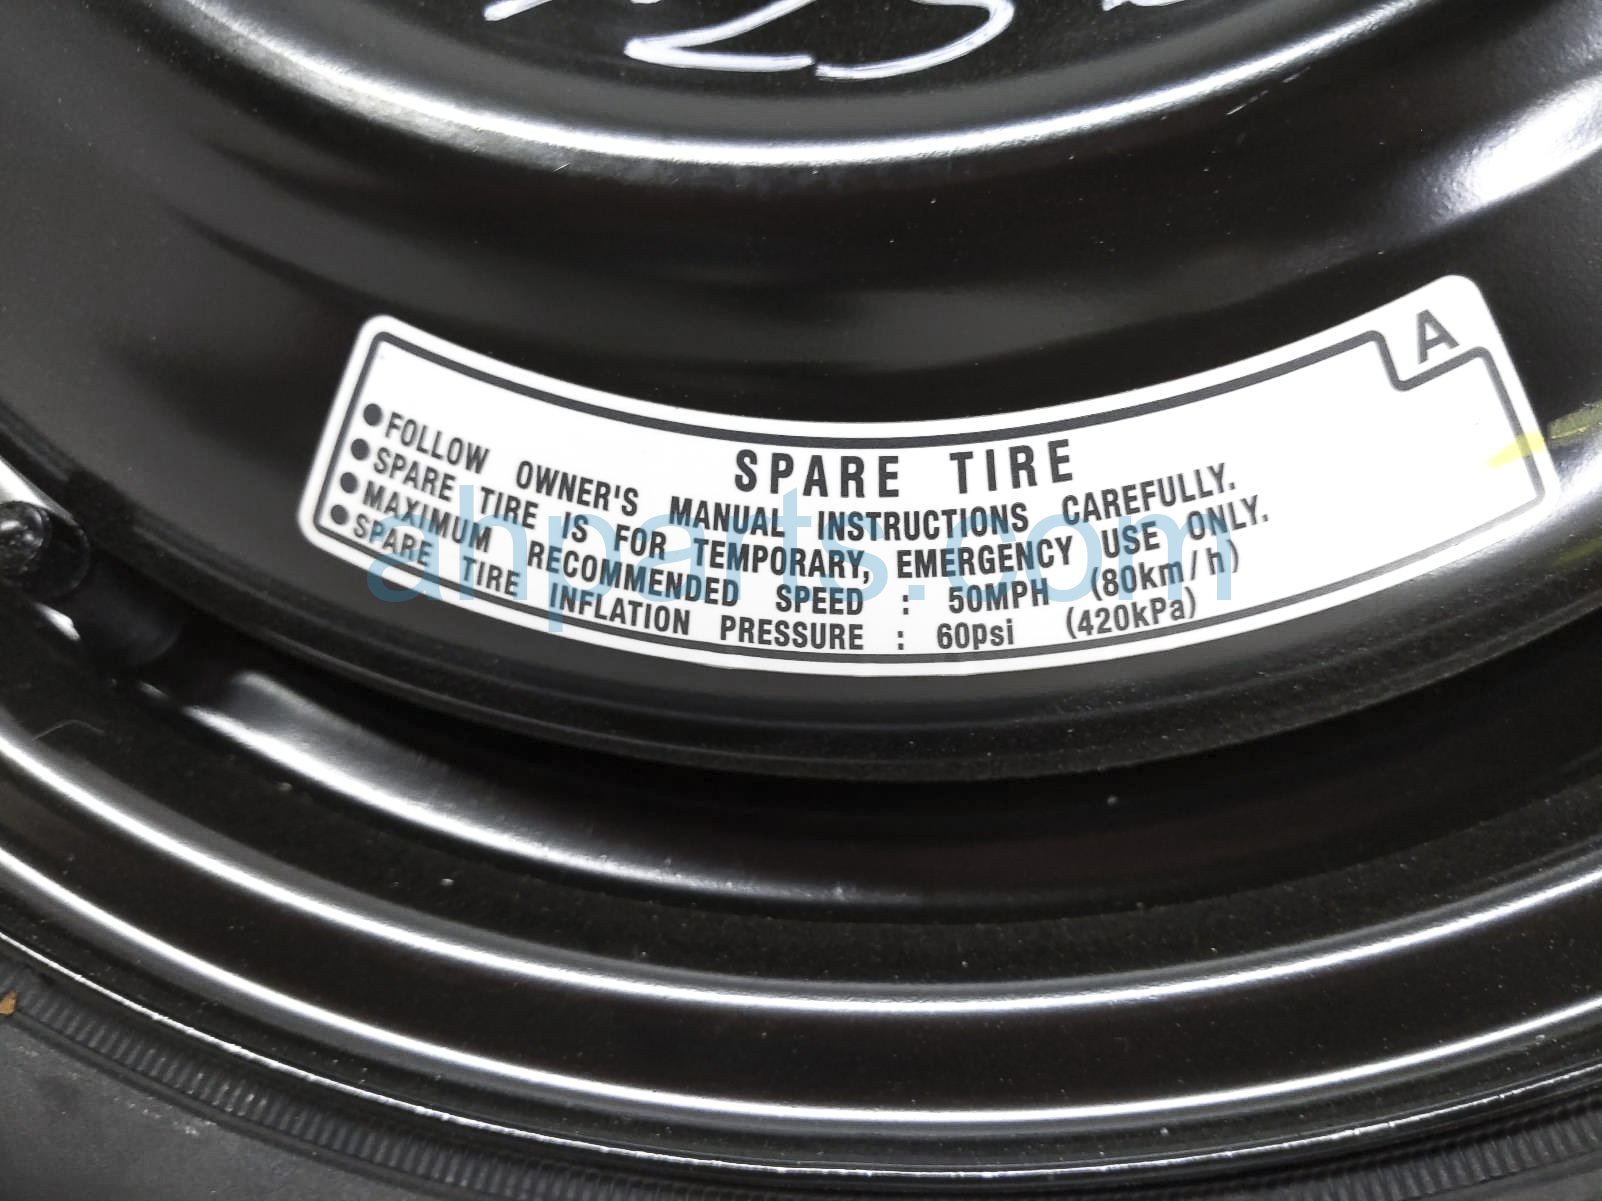 A
SPARE TIRE
●FOLLOW OWNER'S MANUAL INSTRUCTIONS CAREFULLY.
●SPARE TIRE IS FOR TEMPORARY, EMERGENCY USE ONLY.
●MAXIMUM RECOMMENDED SPEED : 50MPH (80km/h)
●SPARE TIRE INFLATION PRESSURE : 60psi (420kPa)
ahparts.com